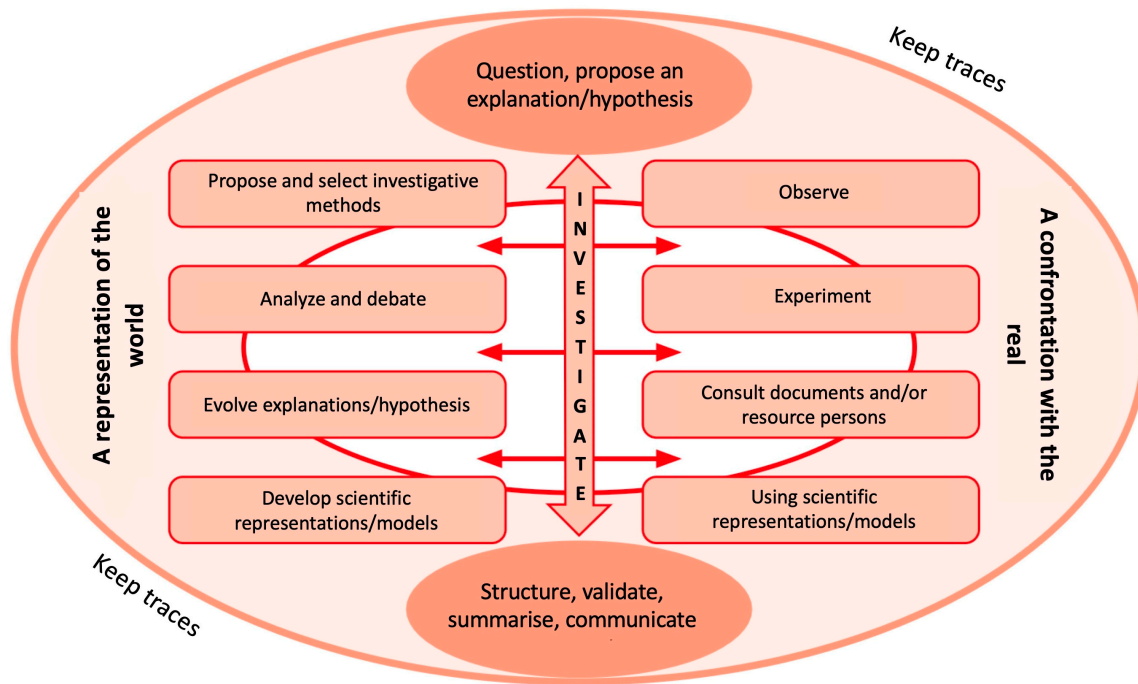 Keep traces
Question, propose an
explanation/hypothesis
Propose and select investigative
methods
Observe
Analyze and debate
Experiment
Evolve explanations/hypothesis
Consult documents and/or
resource persons
Develop scientific
representations/models
Using scientific
representations/models
INVESTIGATE
A representation of the
world
A confrontation with the
real
Structure, validate,
summarise, communicate
Keep traces